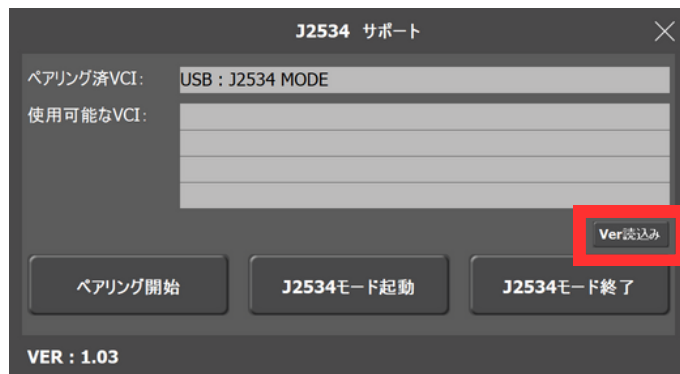 J2534 サポート
ペアリング済VCI: USB : J2534 MODE
使用可能なVCI:
Ver読込み
ペアリング開始 J2534モード起動 J2534モード終了
VER : 1.03